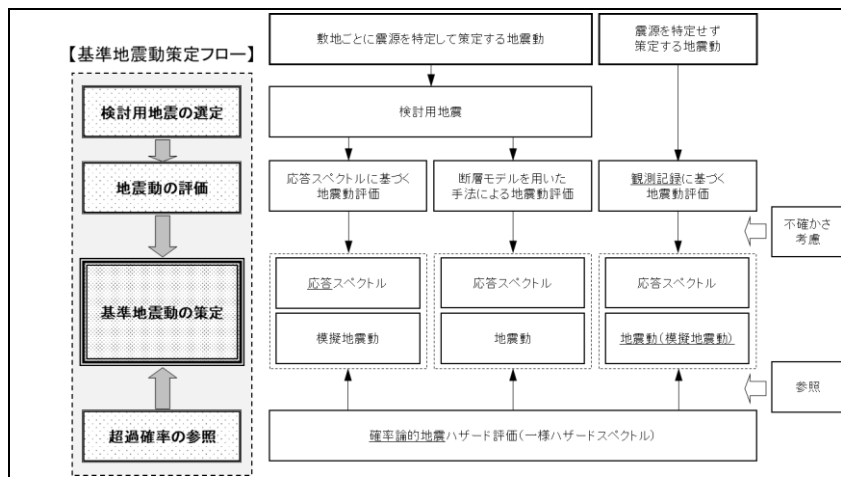 【基準地震動策定フロー】
検討用地震の選定
地震動の評価
基準地震動の策定
超過確率の参照
敷地ごとに震源を特定して策定する地震動
震源を特定せず
策定する地震動
検討用地震
応答スペクトルに基づく
地震動評価
断層モデルを用いた
手法による地震動評価
観測記録に基づく
地震動評価
不確かさ
考慮
応答スペクトル
模擬地震動
応答スペクトル
地震動
応答スペクトル
地震動(模擬地震動)
参照
確率論的地震ハザード評価(一様ハザードスペクトル)